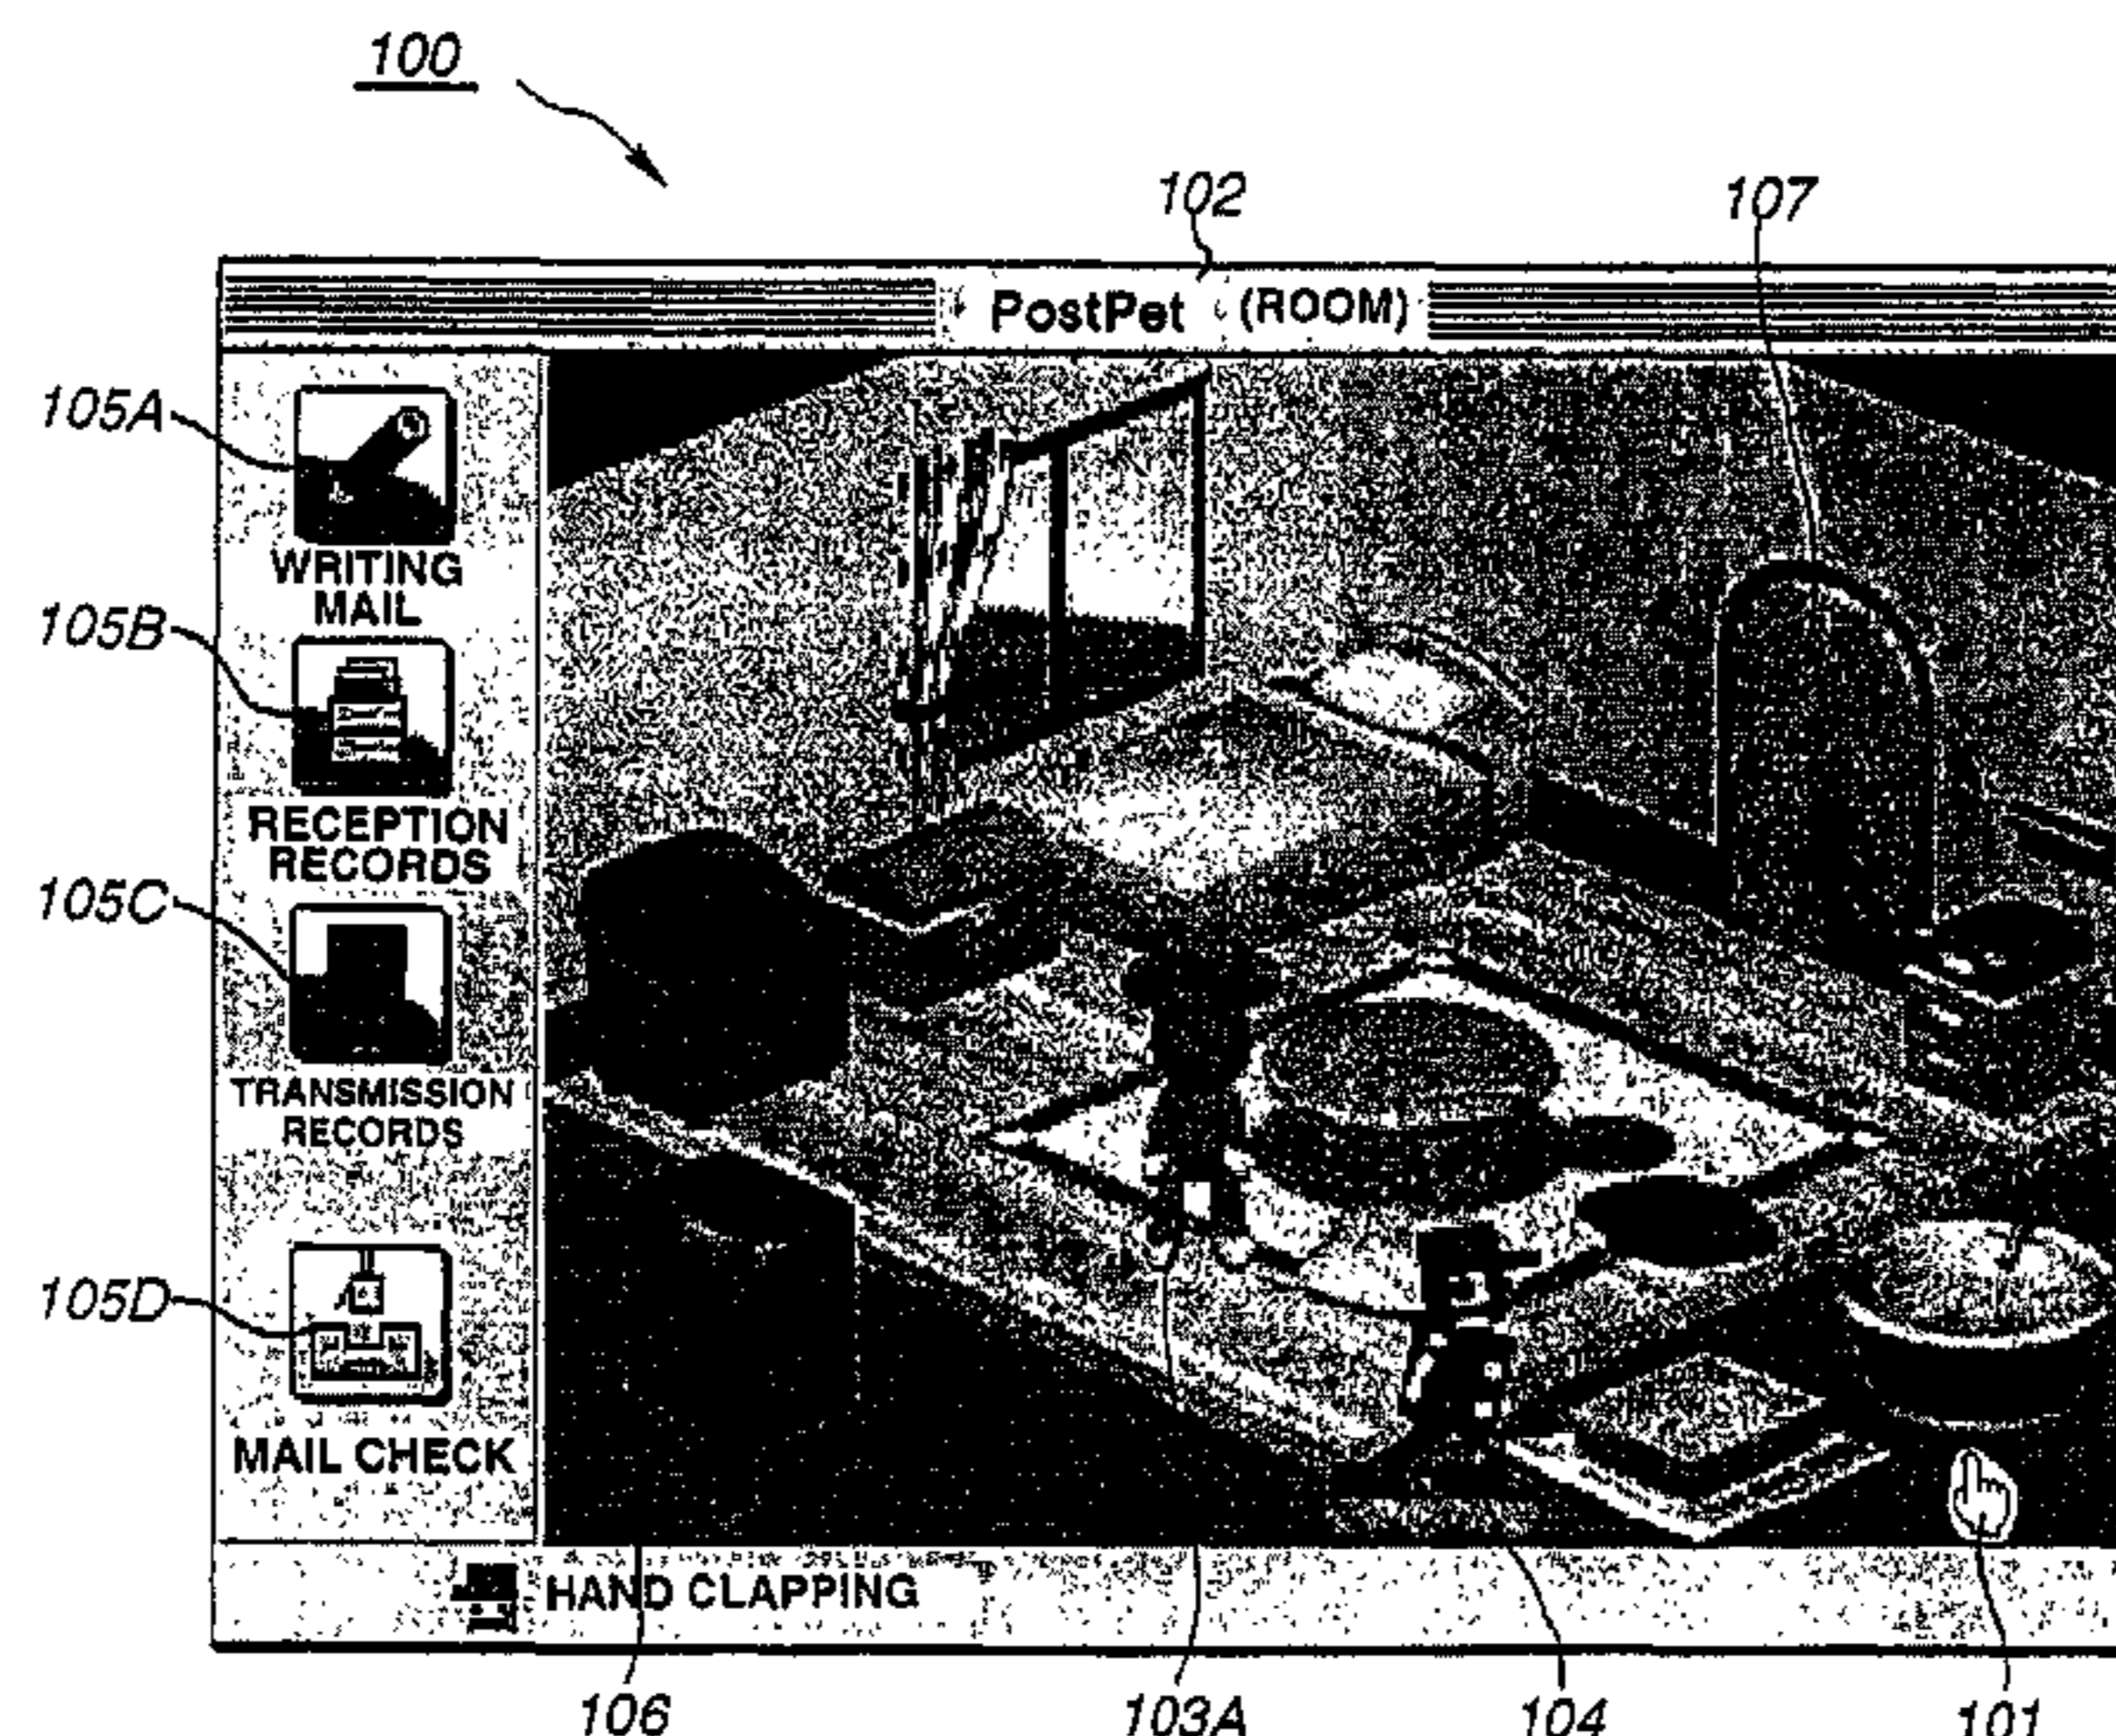 100
102
107
PostPet (ROOM)
105A
WRITING
MAIL
105B
RECEPTION
RECORDS
105C
TRANSMISSION
RECORDS
105D
MAIL CHECK
HAND CLAPPING
106
103A
104
101